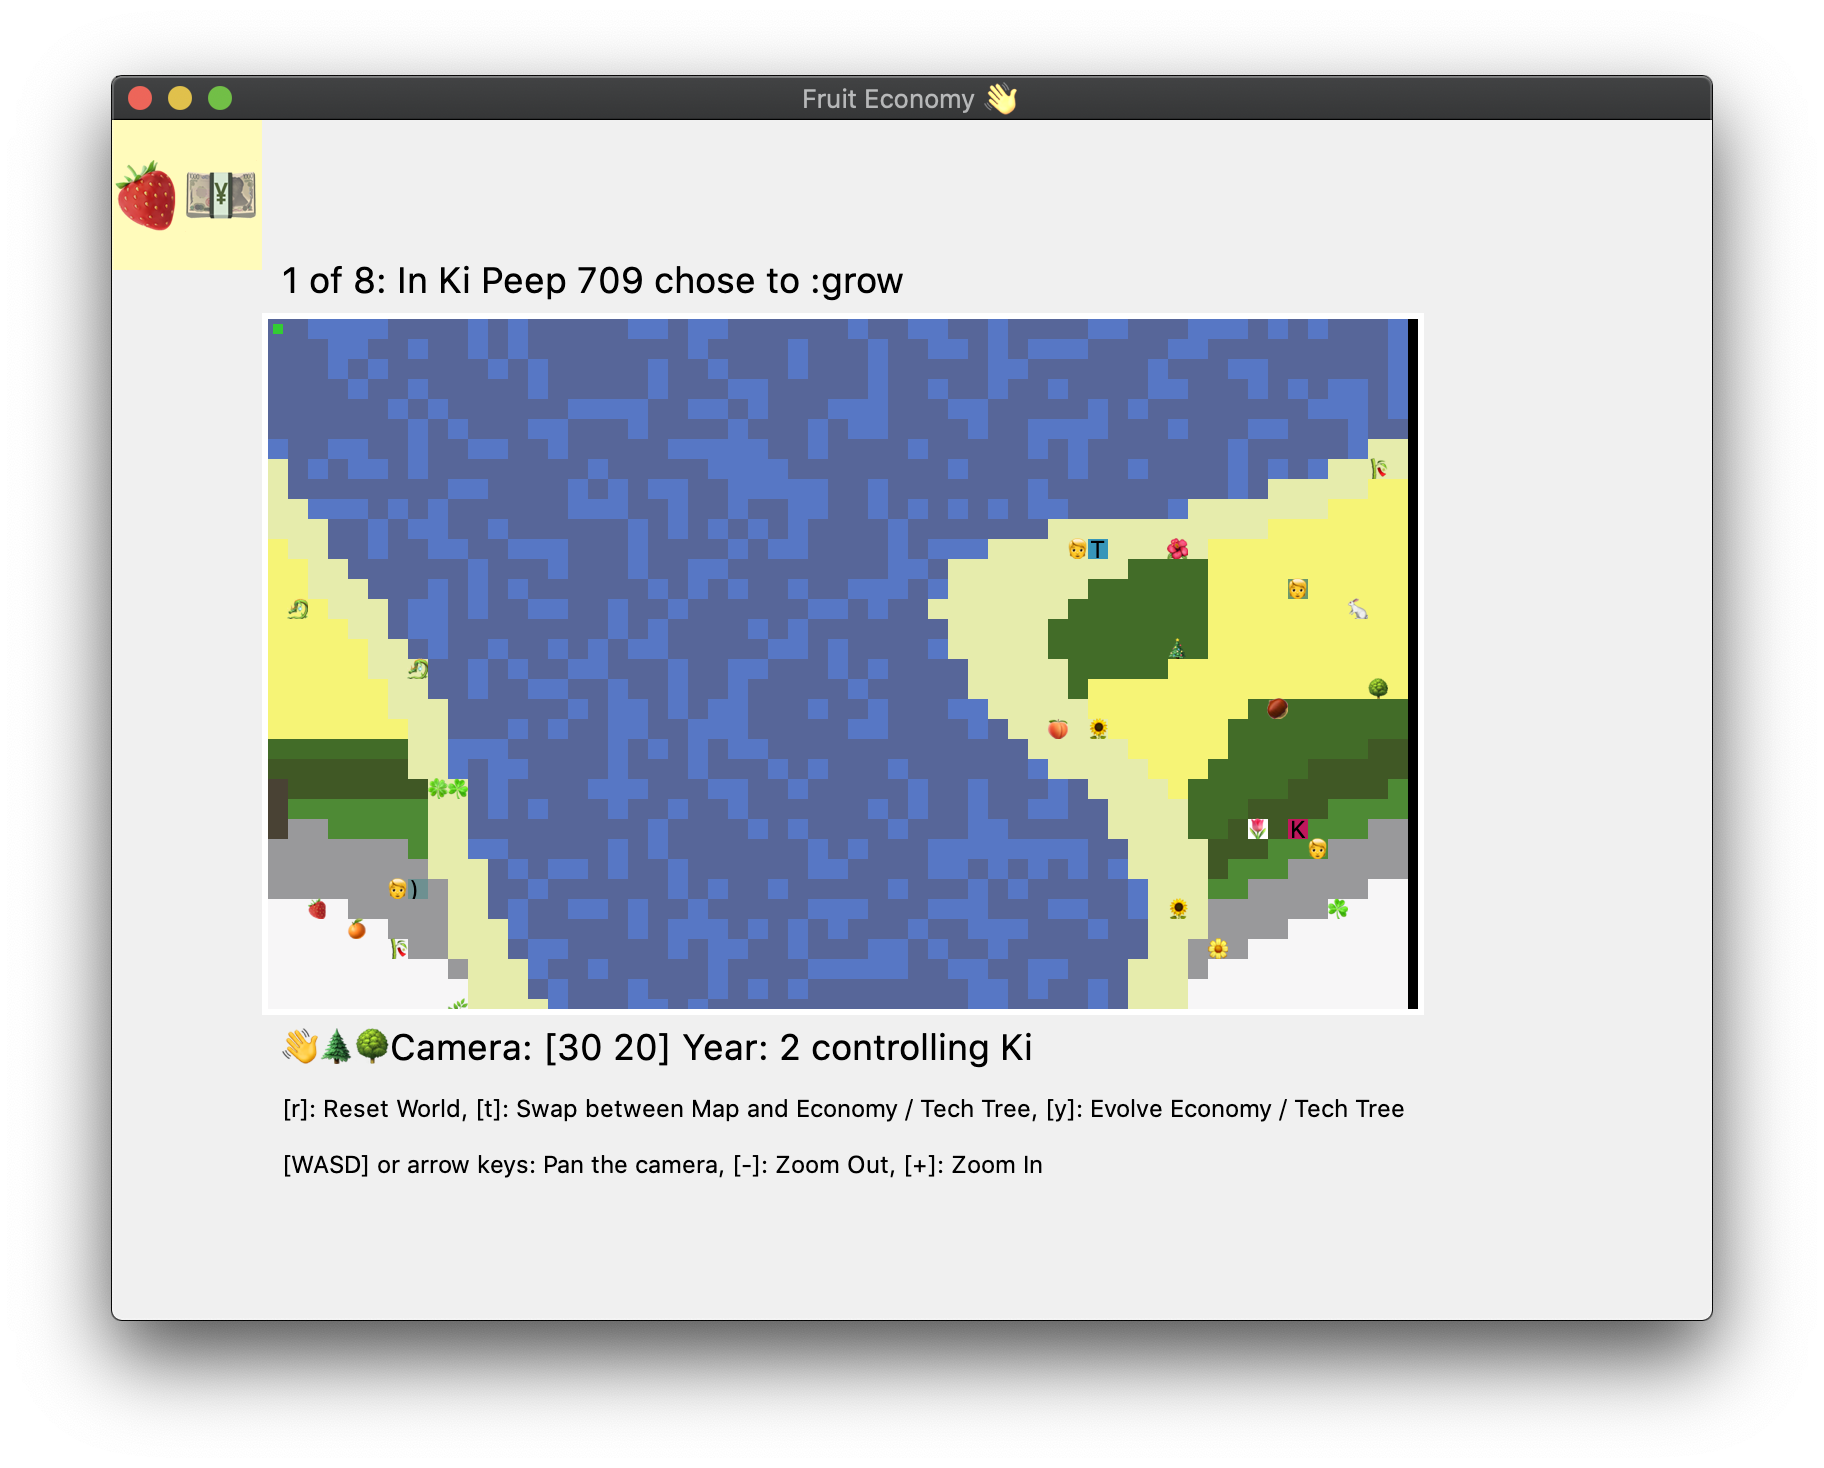 Fruit Economy 👋
1 of 8: In Ki Peep 709 chose to :grow
T
K
)
👋🌲🌳Camera: [30 20] Year: 2 controlling Ki
[r]: Reset World, [t]: Swap between Map and Economy / Tech Tree, [y]: Evolve Economy / Tech Tree
[WASD] or arrow keys: Pan the camera, [-]: Zoom Out, [+]: Zoom In